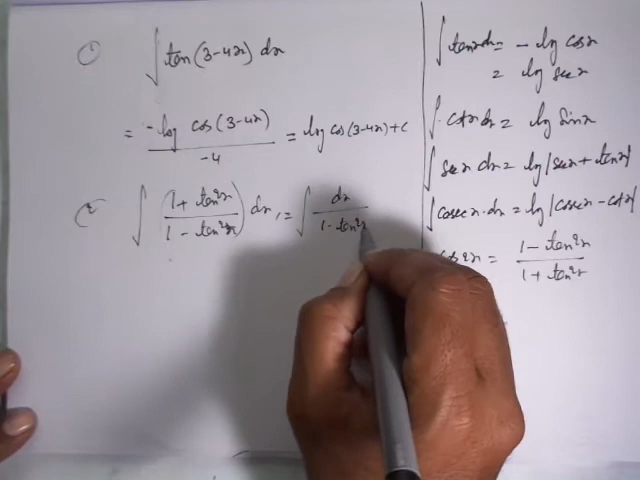 1) ∫ tan(3-4x) dx
= -log cos(3-4x) / -4 = log cos(3-4x)+c
2) ∫ (1+tan²x / 1-tan²x) dx, = ∫ dx / 1-tan²x
∫ tanx dx = - log cosx
= log secx
∫ cotx dx = log sinx
∫ secx dx = log |secx + tanx|
∫ cosecx · dx = log |cosecx - cotx|
cos2x = 1-tan²x / 1+tan²x